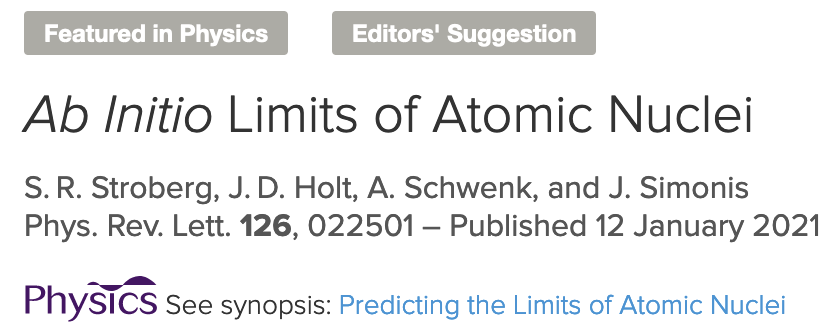 Featured in Physics Editors' Suggestion
Ab Initio Limits of Atomic Nuclei
S. R. Stroberg, J. D. Holt, A. Schwenk, and J. Simonis
Phys. Rev. Lett. 126, 022501 – Published 12 January 2021
Physics See synopsis: Predicting the Limits of Atomic Nuclei